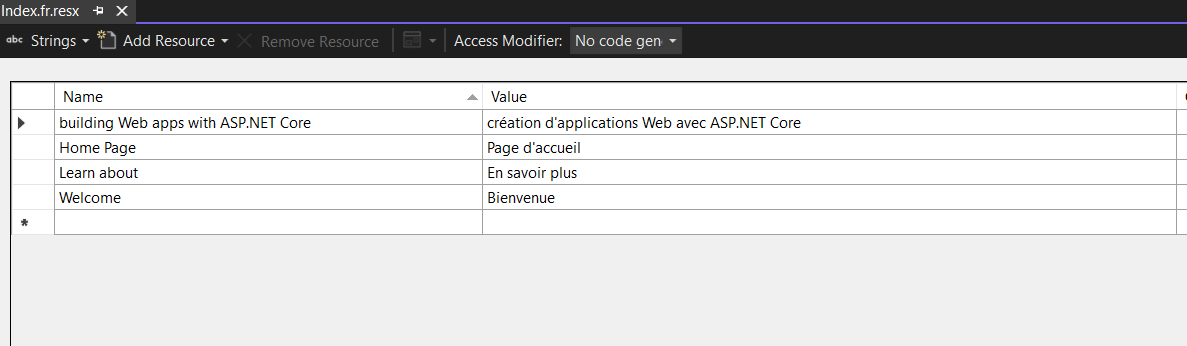 Index.fr.resx
abc Strings Add Resource Remove Resource Access Modifier: No code gen
Name Value
building Web apps with ASP.NET Core création d'applications Web avec ASP.NET Core
Home Page Page d'accueil
Learn about En savoir plus
Welcome Bienvenue
*